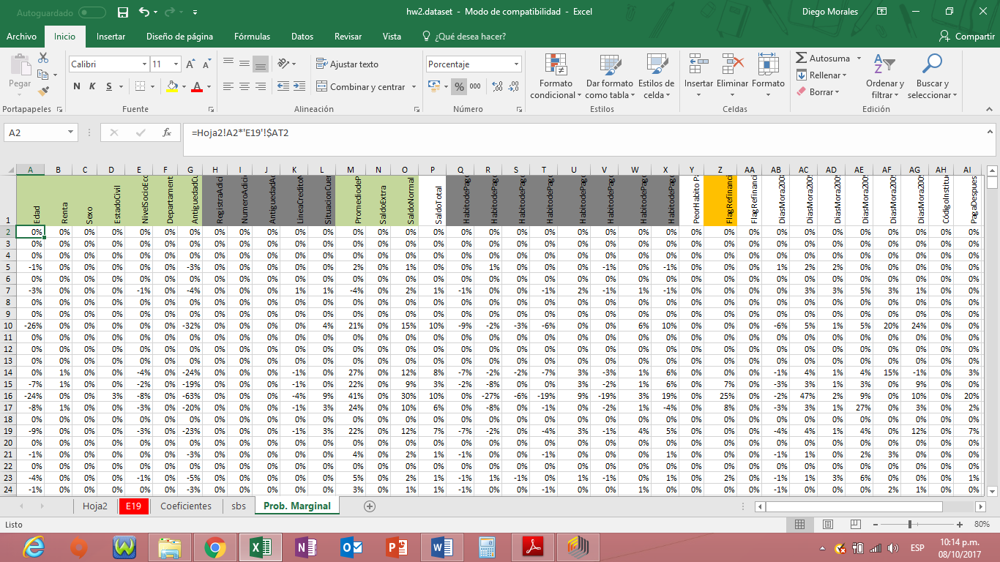 Autoguardado
hw2.dataset - Modo de compatibilidad - Excel
Diego Morales
Archivo Inicio Insertar Diseño de página Fórmulas Datos Revisar Vista ¿Qué desea hacer? Compartir
Pegar
Calibri 11
N K S
Ajustar texto
Combinar y centrar
Porcentaje
% 000
Formato condicional
Dar formato como tabla
Estilos de celda
Insertar Eliminar Formato
Autosuma
Rellenar
Borrar
Ordenar y filtrar
Buscar y seleccionar
Portapapeles Fuente Alineación Número Estilos Celdas Edición
A2 fx =Hoja2!A2*'E19'!$AT2
A B C D E F G H I J K L M N O P Q R S T U V W X Y Z AA AB AC AD AE AF AG AH AI
1 Edad Renta Sexo EstadoCivil NivelSocioEco Departament AntiguedadCu RegistraAdici NumeroAdicio AntiguedadAd LineaCreditoN SituacionCuen PromediodeP SaldoExtra SaldoNormal SaldoTotal HabitodePago HabitodePago HabitodePago HabitodePago HabitodePago HabitodePago HabitodePago HabitodePago PeorHabito P FlagRefinanci FlagRefinanci DiasMora200 DiasMora200 DiasMora200 DiasMora200 DiasMora200 DiasMora200 CódigoInstitu PagaDespues
2 0% 0% 0% 0% 0% 0% 0% 0% 0% 0% 0% 0% 0% 0% 0% 0% 0% 0% 0% 0% 0% 0% 0% 0% 0% 0% 0% 0% 0% 0% 0% 0% 0% 0% 0%
3 0% 0% 0% 0% 0% 0% 0% 0% 0% 0% 0% 0% 0% 0% 0% 0% 0% 0% 0% 0% 0% 0% 0% 0% 0% 0% 0% 0% 0% 0% 0% 0% 0% 0% 0%
4 0% 0% 0% 0% 0% 0% 0% 0% 0% 0% 0% 0% 0% 0% 0% 0% 0% 0% 0% 0% 0% 0% 0% 0% 0% 0% 0% 0% 0% 0% 0% 0% 0% 0% 0%
5 -1% 0% 0% 0% 0% 0% -3% 0% 0% 0% 0% 0% 2% 0% 1% 0% 0% 1% 0% 0% 0% -1% 0% -1% 0% 0% 0% 1% 2% 2% 0% 0% 0% 0% 0%
6 0% 0% 0% 0% 0% 0% 0% 0% 0% 0% 0% 0% 0% 0% 0% 0% 0% 0% 0% 0% 0% 0% 0% 0% 0% 0% 0% 0% 0% 0% 0% 0% 0% 0% 0%
7 -3% 0% 0% 0% -1% 0% -4% 0% 0% 0% 1% 1% -4% 0% 2% 1% -1% 0% 0% -1% 2% -1% 1% -1% 0% 0% 0% 0% 3% 3% 5% 3% 1% 0% 0%
8 0% 0% 0% 0% 0% 0% 0% 0% 0% 0% 0% 0% 0% 0% 0% 0% 0% 0% 0% 0% 0% 0% 0% 0% 0% 0% 0% 0% 0% 0% 0% 0% 0% 0% 0%
9 0% 0% 0% 0% 0% 0% 0% 0% 0% 0% 0% 0% 0% 0% 0% 0% 0% 0% 0% 0% 0% 0% 0% 0% 0% 0% 0% 0% 0% 0% 0% 0% 0% 0% 0%
10 -26% 0% 0% 0% 0% 0% -32% 0% 0% 0% 0% 4% 21% 0% 15% 10% -9% -2% -3% -6% 0% 0% 6% 10% 0% 0% 0% -6% 5% 1% 5% 20% 24% 0% 0%
11 0% 0% 0% 0% 0% 0% 0% 0% 0% 0% 0% 0% 0% 0% 0% 0% 0% 0% 0% 0% 0% 0% 0% 0% 0% 0% 0% 0% 0% 0% 0% 0% 0% 0% 0%
12 0% 0% 0% 0% 0% 0% 0% 0% 0% 0% 0% 0% 0% 0% 0% 0% 0% 0% 0% 0% 0% 0% 0% 0% 0% 0% 0% 0% 0% 0% 0% 0% 0% 0% 0%
13 0% 0% 0% 0% 0% 0% 0% 0% 0% 0% 0% 0% 0% 0% 0% 0% 0% 0% 0% 0% 0% 0% 0% 0% 0% 0% 0% 0% 0% 0% 0% 0% 0% 0% 0%
14 0% 1% 0% 0% -4% 0% -24% 0% 0% 0% -1% 0% 27% 0% 12% 8% -7% -2% -2% -7% 3% -3% 1% 6% 0% 0% 0% -1% 4% 1% 4% 15% -1% 0% 3%
15 -7% 1% 0% 0% -2% 0% -19% 0% 0% 0% -1% 0% 22% 0% 9% 3% -2% -8% 0% 0% 3% -2% 1% 6% 0% 7% 0% -3% 3% 1% 3% 0% 9% 0% 0%
16 -24% 0% 0% 3% -8% 0% -63% 0% 0% 0% -4% 9% 41% 0% 30% 10% 0% -27% -6% -19% 9% -19% 3% 19% 0% 25% 0% -2% 47% 2% 9% 0% 10% 0% 20%
17 -8% 1% 0% 0% -3% 0% -20% 0% 0% 0% -1% 3% 24% 0% 10% 6% 0% -8% 0% -1% 0% -2% 1% -4% 0% 8% 0% -3% 3% 1% 27% 0% 3% 0% 2%
18 0% 0% 0% 0% 0% 0% 0% 0% 0% 0% 0% 0% 0% 0% 0% 0% 0% 0% 0% 0% 0% 0% 0% 0% 0% 0% 0% 0% 0% 0% 0% 0% 0% 0% 0%
19 -9% 0% 0% 0% -3% 0% -23% 0% 0% 0% -1% 3% 22% 0% 12% 7% -7% -2% 0% -4% 3% -1% 4% 5% 0% 0% 0% -4% 4% 1% 4% 0% 12% 0% 7%
20 0% 0% 0% 0% 0% 0% 0% 0% 0% 0% 0% 0% 0% 0% 0% 0% 0% 0% 0% 0% 0% 0% 0% 0% 0% 0% 0% 0% 0% 0% 0% 0% 0% 0% 0%
21 -1% 0% 0% 0% 0% 0% -3% 0% 0% 0% 0% 0% 4% 0% 2% 1% -1% 0% 0% -1% 0% 0% 0% 1% 0% 0% 0% -1% 1% 0% 2% 3% 0% 0% 0%
22 0% 0% 0% 0% 0% 0% 0% 0% 0% 0% 0% 0% 0% 0% 0% 0% 0% 0% 0% 0% 0% 0% 0% 0% 0% 0% 0% 0% 0% 0% 0% 0% 0% 0% 0%
23 -4% 0% 0% 0% -1% 0% -5% 0% 0% 0% 0% 0% 5% 0% 2% 1% -1% 1% -1% 0% 1% -1% 0% 1% 0% 2% 0% -1% 1% 3% 6% 0% 0% 0% 1%
24 -1% 0% 0% 0% 0% 0% -3% 0% 0% 0% 0% 0% 3% 0% 1% 1% -1% 0% 0% -1% 0% 0% 1% 0% 0% 0% 0% -1% 0% 0% 0% 2% 1% 0% 0%
Hoja2 E19 Coeficientes sbs Prob. Marginal
Listo 80%
ESP 10:14 p.m.
08/10/2017